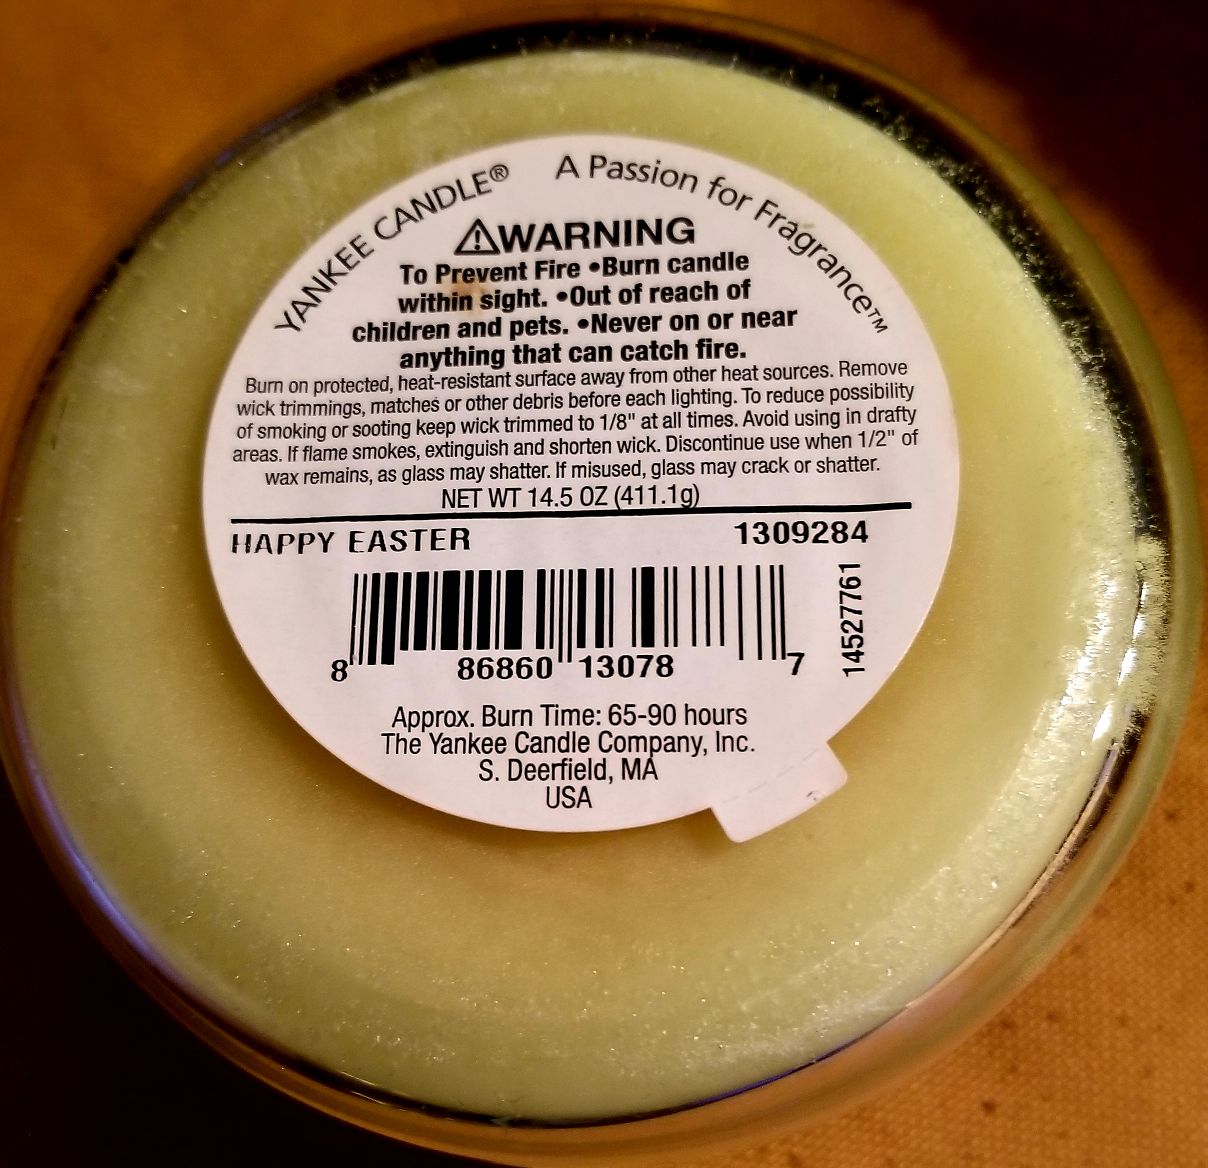 YANKEE CANDLE® A Passion for Fragrance™
⚠WARNING
To Prevent Fire •Burn candle
within sight. •Out of reach of
children and pets. •Never on or near
anything that can catch fire.
Burn on protected, heat-resistant surface away from other heat sources. Remove
wick trimmings, matches or other debris before each lighting. To reduce possibility
of smoking or sooting keep wick trimmed to 1/8" at all times. Avoid using in drafty
areas. If flame smokes, extinguish and shorten wick. Discontinue use when 1/2" of
wax remains, as glass may shatter. If misused, glass may crack or shatter.
NET WT 14.5 OZ (411.1g)
HAPPY EASTER 1309284
8 86860 13078 7
14527761
Approx. Burn Time: 65-90 hours
The Yankee Candle Company, Inc.
S. Deerfield, MA
USA